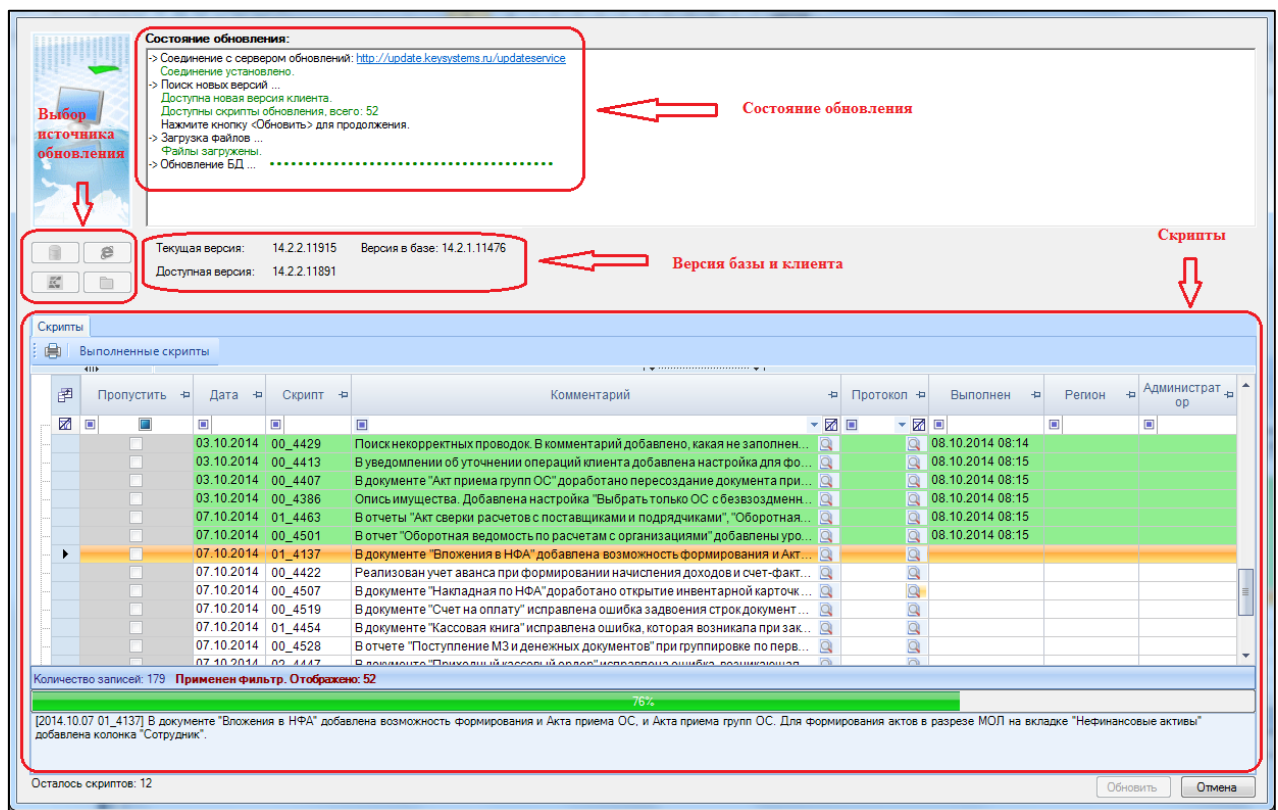 Состояние обновления:
-> Соединение с сервером обновлений: http://update.keysystems.ru/updateservice
Соединение установлено.
-> Поиск новых версий ...
Доступна новая версия клиента.
Доступны скрипты обновления, всего: 52
Нажмите кнопку <Обновить> для продолжения.
-> Загрузка файлов ...
Файлы загружены.
-> Обновление БД ...
Выбор
источника
обновления
Состояние обновления
Текущая версия: 14.2.2.11915 Версия в базе: 14.2.1.11476
Доступная версия: 14.2.2.11891
Версия базы и клиента
Скрипты
Скрипты
Выполненные скрипты
Пропустить Дата Скрипт Комментарий Протокол Выполнен Регион Администрат
ор
03.10.2014 00_4429 Поиск некорректных проводок. В комментарий добавлено, какая не заполнен... 08.10.2014 08:14
03.10.2014 00_4413 В уведомлении об уточнении операций клиента добавлена настройка для фо... 08.10.2014 08:15
03.10.2014 00_4407 В документе "Акт приема групп ОС" доработано пересоздание документа при... 08.10.2014 08:15
03.10.2014 00_4386 Опись имущества. Добавлена настройка "Выбрать только ОС с безвозздменн... 08.10.2014 08:15
07.10.2014 01_4463 В отчеты "Акт сверки расчетов с поставщиками и подрядчиками", "Оборотная... 08.10.2014 08:15
07.10.2014 00_4501 В отчет "Оборотная ведомость по расчетам с организациями" добавлены уро... 08.10.2014 08:15
07.10.2014 01_4137 В документе "Вложения в НФА" добавлена возможность формирования и Акт...
07.10.2014 00_4422 Реализован учет аванса при формировании начисления доходов и счет-факт...
07.10.2014 00_4507 В документе "Накладная по НФА"доработано открытие инвентарной карточк...
07.10.2014 00_4519 В документе "Счет на оплату" исправлена ошибка задвоения строк документ...
07.10.2014 01_4454 В документе "Кассовая книга" исправлена ошибка, которая возникала при зак...
07.10.2014 00_4528 В отчете "Поступление МЗ и денежных документов" при группировке по перв...
07.10.2014 02_4447 В документе "Приходный кассовый ордер" исправлена ошибка, возникающая
Количество записей: 179 Применен фильтр. Отображено: 52
76%
[2014.10.07 01_4137] В документе "Вложения в НФА" добавлена возможность формирования и Акта приема ОС, и Акта приема групп ОС. Для формирования актов в разрезе МОЛ на вкладке "Нефинансовые активы"
добавлена колонка "Сотрудник".
Осталось скриптов: 12
Обновить Отмена